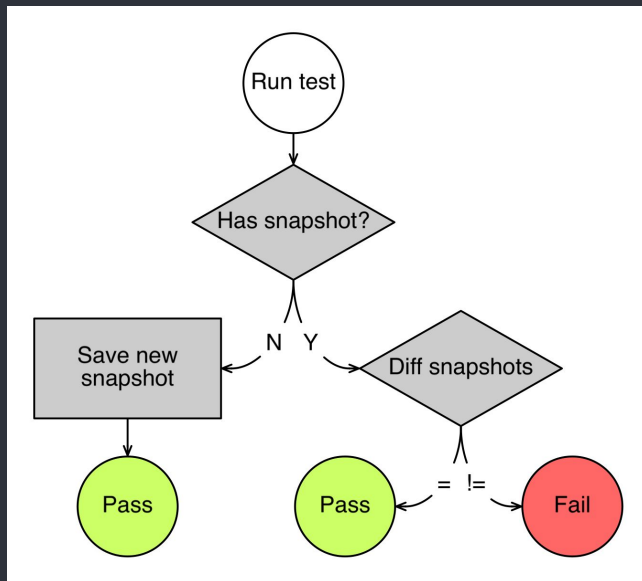 Run test
Has snapshot?
N
Y
Save new
snapshot
Diff snapshots
=
!=
Pass
Pass
Fail